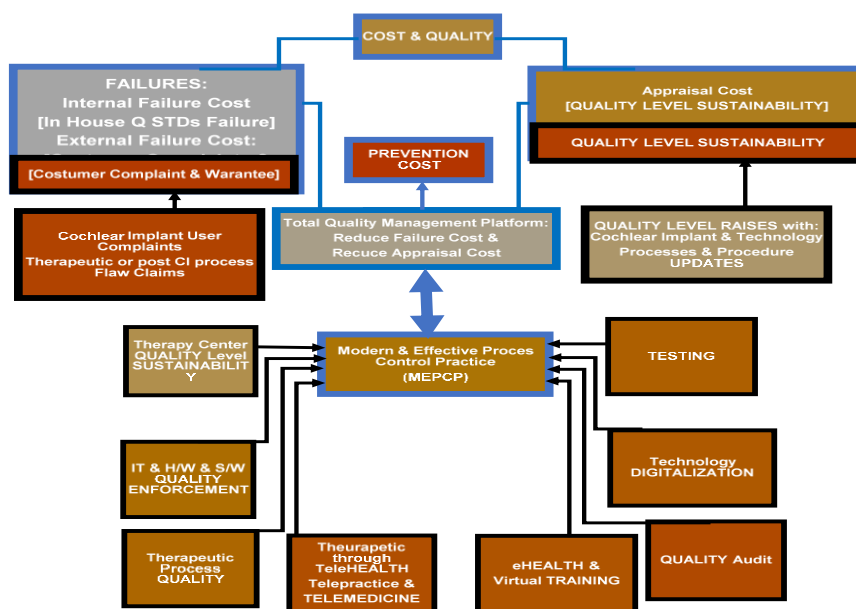 COST & QUALITY
FAILURES:
Internal Failure Cost
[In House Q STDs Failure]
External Failure Cost:
[Costumer Complaint & Warantee]
Appraisal Cost
[QUALITY LEVEL SUSTAINABILITY]
QUALITY LEVEL SUSTAINABILITY
PREVENTION
COST
Cochlear Implant User
Complaints
Therapeutic or post CI process
Flaw Claims
Total Quality Management Platform:
Reduce Failure Cost &
Recuce Appraisal Cost
QUALITY LEVEL RAISES with:
Cochlear Implant & Technology
Processes & Procedure
UPDATES
Therapy Center
QUALITY Level
SUSTAINABILIT
Y
Modern & Effective Proces
Control Practice
(MEPCP)
TESTING
IT & H/W & S/W
QUALITY
ENFORCEMENT
Technology
DIGITALIZATION
Therapeutic
Process
QUALITY
Theurapetic
through
TeleHEALTH
Telepractice &
TELEMEDICINE
eHEALTH &
Virtual TRAINING
QUALITY Audit